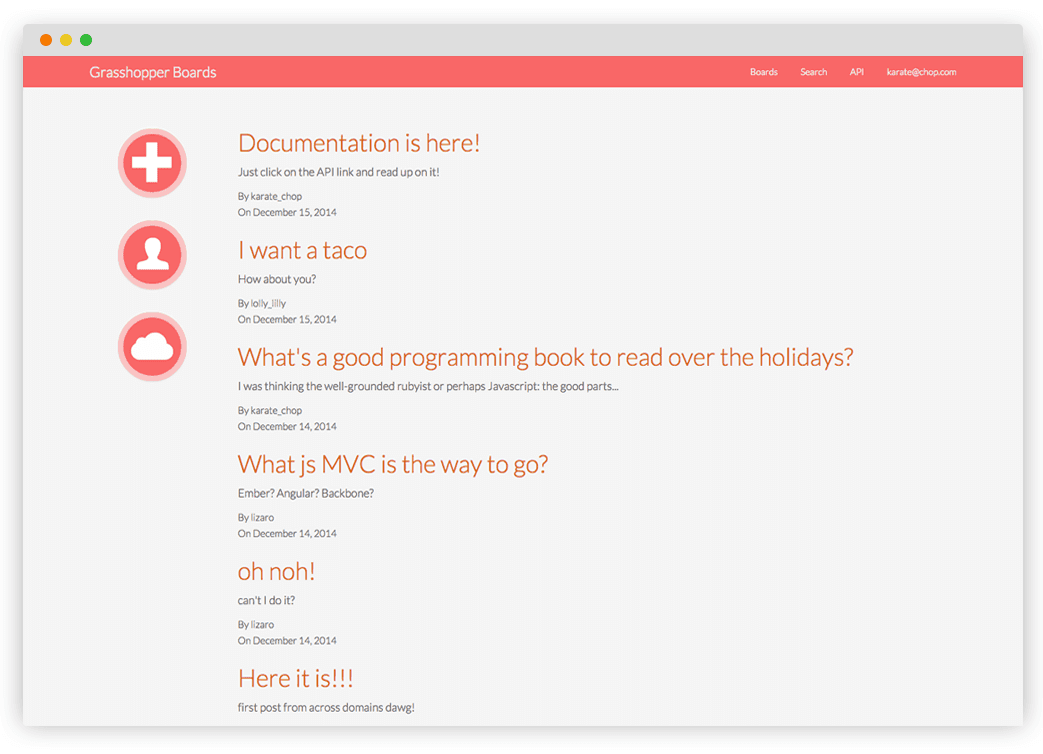 Grasshopper Boards
Boards
Search
API
karate@chop.com
Documentation is here!
Just click on the API link and read up on it!
By karate_chop
On December 15, 2014
I want a taco
How about you?
By lolly_lilly
On December 15, 2014
What's a good programming book to read over the holidays?
I was thinking the well-grounded rubyist or perhaps Javascript: the good parts...
By karate_chop
On December 14, 2014
What js MVC is the way to go?
Ember? Angular? Backbone?
By lizaro
On December 14, 2014
oh noh!
can't I do it?
By lizaro
On December 14, 2014
Here it is!!!
first post from across domains dawg!